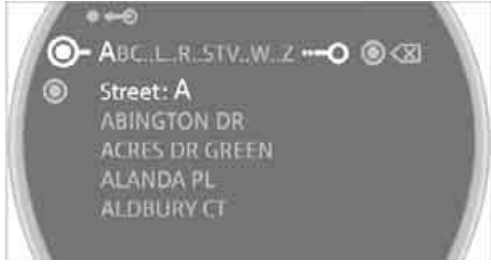 ABC..L..R..STV..W..Z
Street: A
ABINGTON DR
ACRES DR GREEN
ALANDA PL
ALDBURY CT